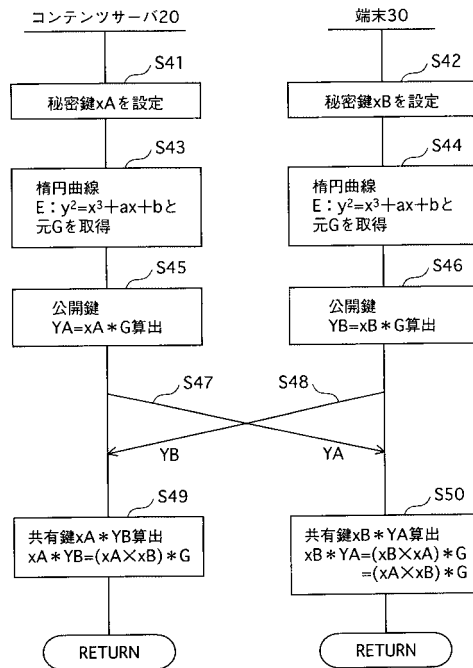 コンテンツサーバ20
端末30
S41
S42
秘密鍵xAを設定
秘密鍵xBを設定
S43
S44
楕円曲線
E：y²=x³+ax+bと
元Gを取得
楕円曲線
E：y²=x³+ax+bと
元Gを取得
S45
S46
公開鍵
YA=xA＊G算出
公開鍵
YB=xB＊G算出
S47
S48
YB
YA
S49
S50
共有鍵xA＊YB算出
xA＊YB=(xA×xB)＊G
共有鍵xB＊YA算出
xB＊YA=(xB×xA)＊G
=(xA×xB)＊G
RETURN
RETURN